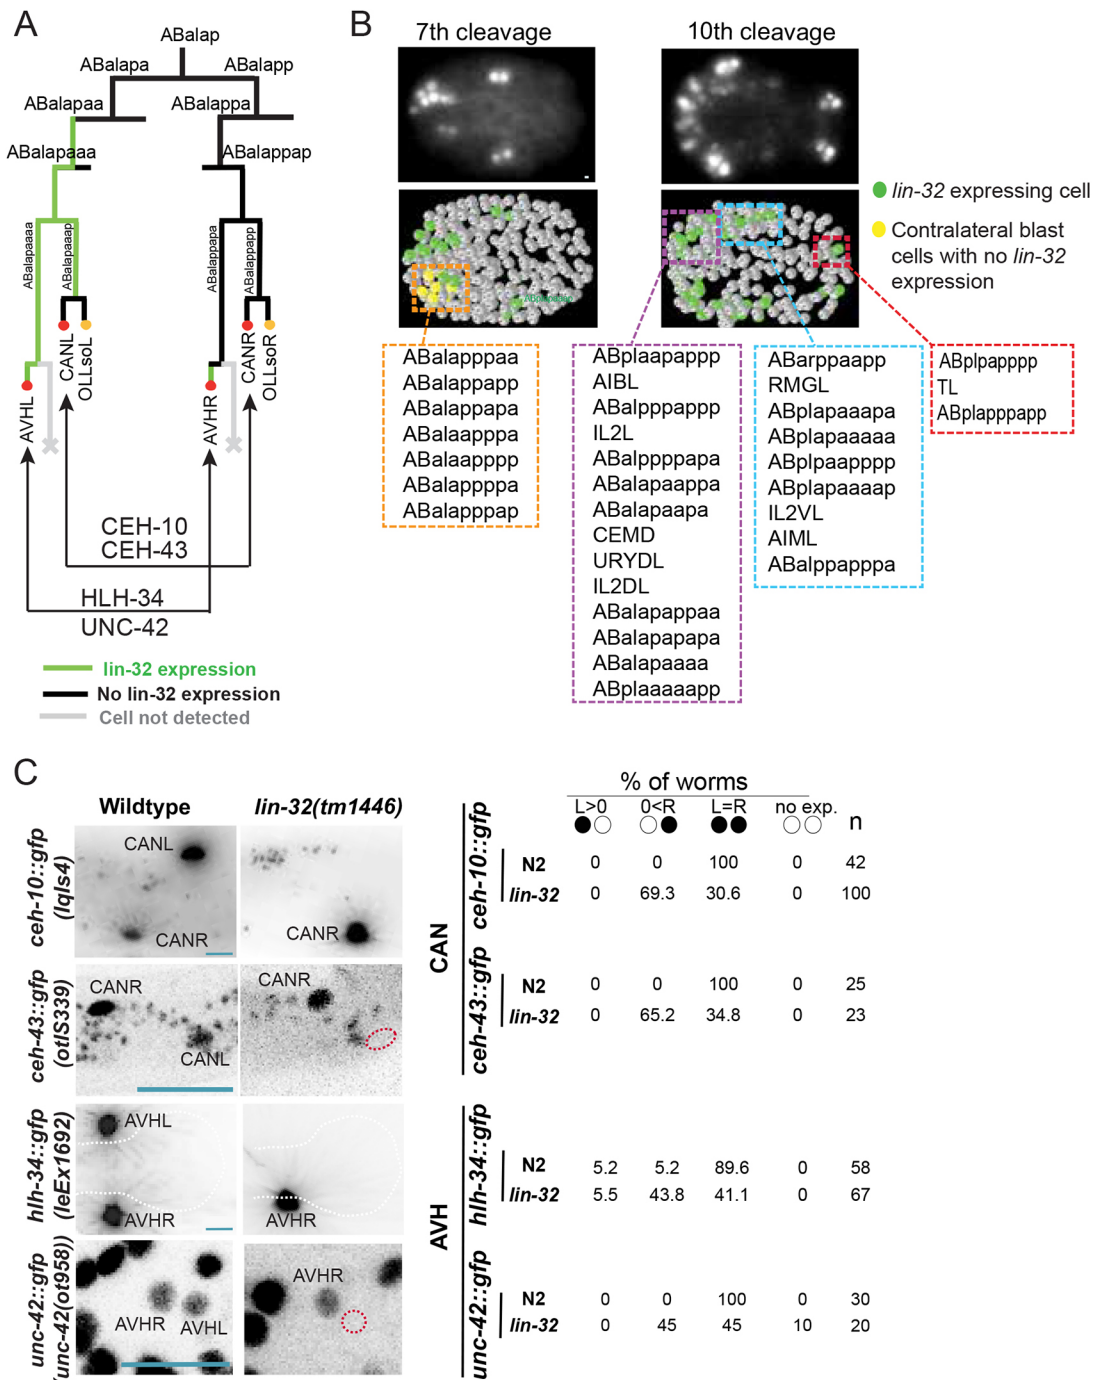 A
ABalap
ABalapa
ABalapp
ABalapaa
ABalappa
ABalapaaa
ABalappap
ABalapaaaa
ABalapaaap
ABalappapa
ABalappapp
CANL
OLLsoL
CANR
OLLsoR
AVHL
AVHR
CEH-10
CEH-43
HLH-34
UNC-42
lin-32 expression
No lin-32 expression
Cell not detected
B
7th cleavage
10th cleavage
lin-32 expressing cell
Contralateral blast
cells with no lin-32
expression
ABalapppaa
ABalappapp
ABalappapa
ABalaapppa
ABalaapppp
ABalappppa
ABalapppap
ABplaapappp
AIBL
ABalpppappp
IL2L
ABalppppapa
ABalapaappa
ABalapaapa
CEMD
URYDL
IL2DL
ABalapappaa
ABalapapapa
ABalapaaaa
ABplaaaaapp
ABarppaapp
RMGL
ABplapaaapa
ABplapaaaaa
ABplpaapppp
ABplapaaaap
IL2VL
AIML
ABalppapppa
ABplpapppp
TL
ABplapppapp
C
Wildtype
lin-32(tm1446)
ceh-10::gfp
(lqIs4)
CANL
CANR
CANR
ceh-43::gfp
(otIS339)
CANR
CANL
CANR
hlh-34::gfp
(leEx1692)
AVHL
AVHR
AVHR
unc-42::gfp
(unc-42(ot958))
AVHR
AVHL
AVHR
% of worms
L>0 0<R L=R no exp. n
CAN
ceh-10::gfp
N2 0 0 100 0 42
lin-32 0 69.3 30.6 0 100
ceh-43::gfp
N2 0 0 100 0 25
lin-32 0 65.2 34.8 0 23
AVH
hlh-34::gfp
N2 5.2 5.2 89.6 0 58
lin-32 5.5 43.8 41.1 0 67
unc-42::gfp
N2 0 0 100 0 30
lin-32 0 45 45 10 20